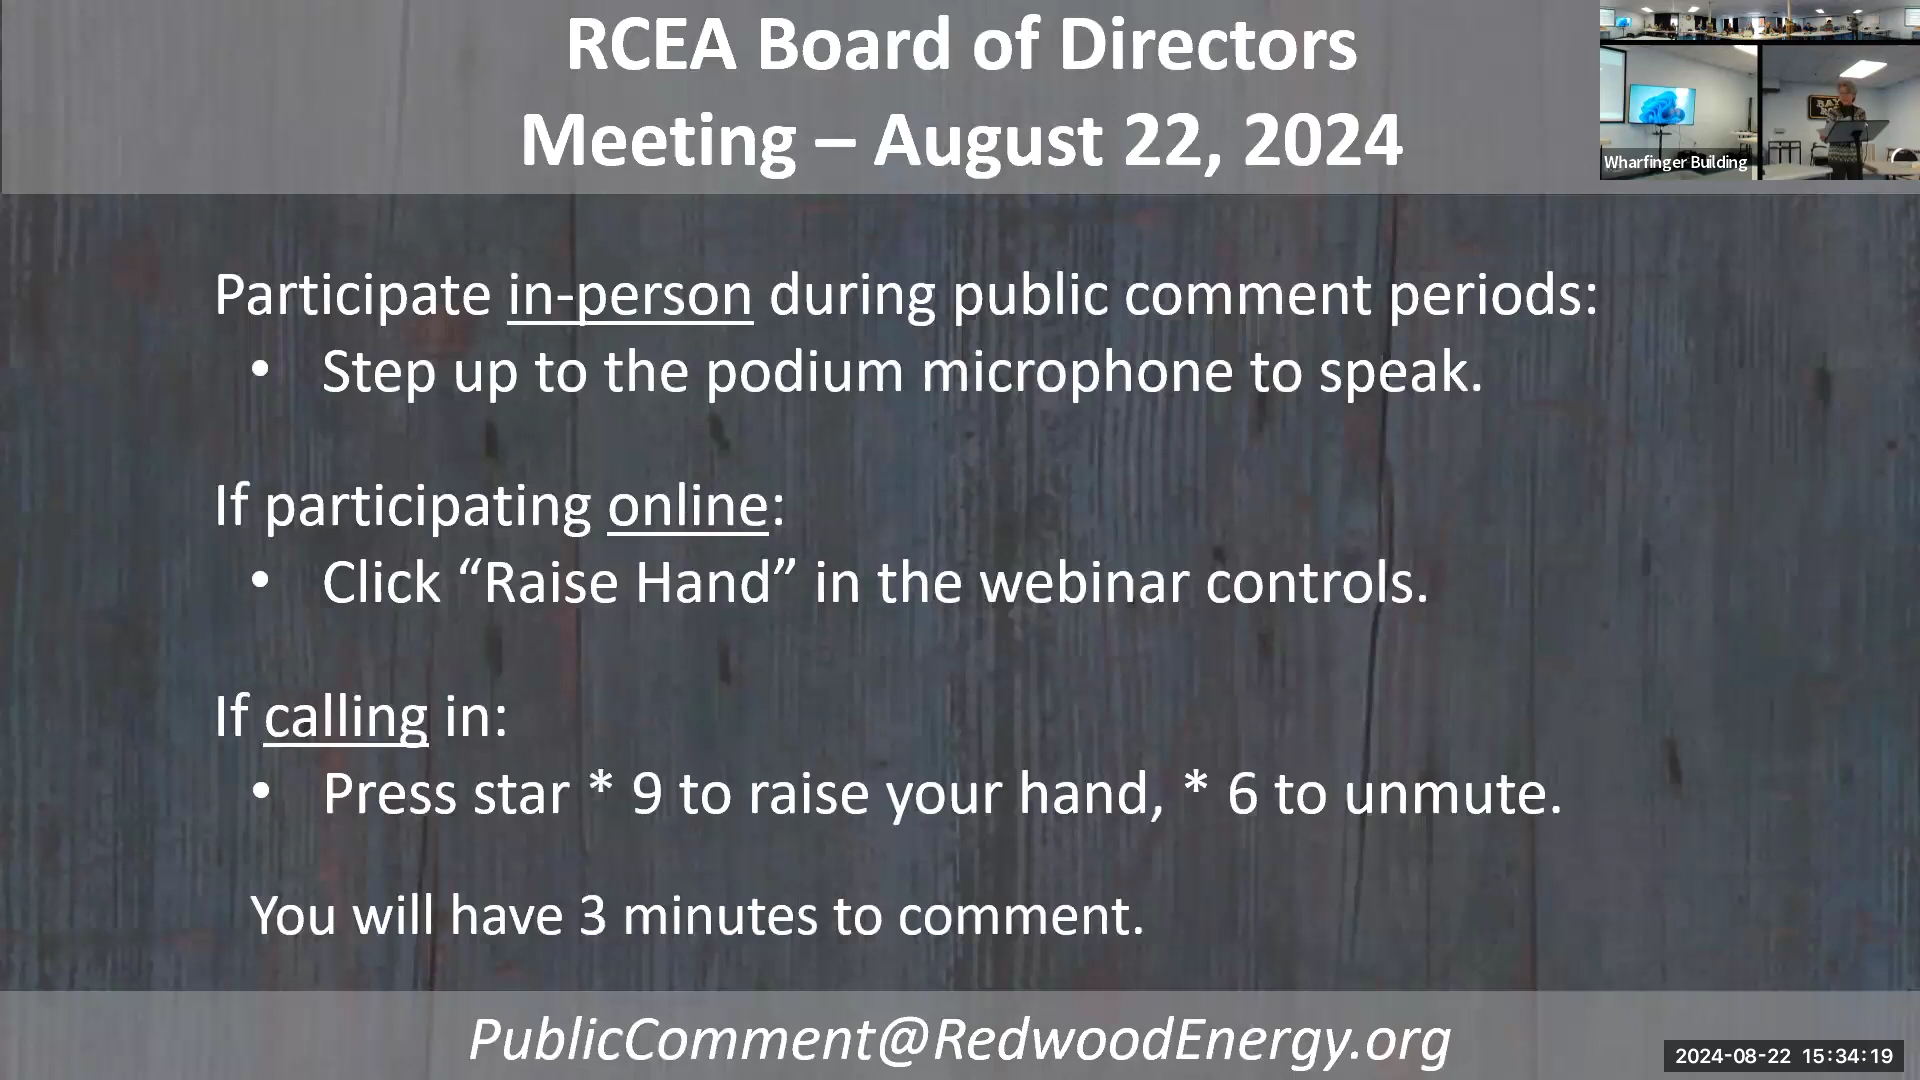 RCEA Board of Directors
Meeting – August 22, 2024
Wharfinger Building
Participate in-person during public comment periods:
• Step up to the podium microphone to speak.
If participating online:
• Click “Raise Hand” in the webinar controls.
If calling in:
• Press star * 9 to raise your hand, * 6 to unmute.
You will have 3 minutes to comment.
PublicComment@RedwoodEnergy.org
2024-08-22 15:34:19